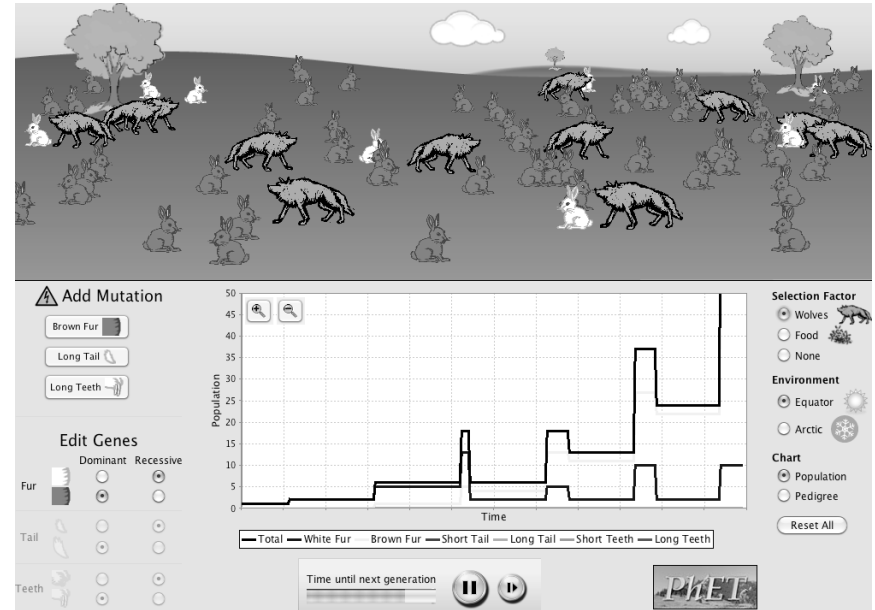 Add Mutation
Brown Fur
Long Tail
Long Teeth
Edit Genes
Dominant Recessive
Fur
Tail
Teeth
50
45
40
35
30
25
20
15
10
5
0
Population
Time
Total White Fur Brown Fur Short Tail Long Tail Short Teeth Long Teeth
Time until next generation
PhET
Selection Factor
Wolves
Food
None
Environment
Equator
Arctic
Chart
Population
Pedigree
Reset All